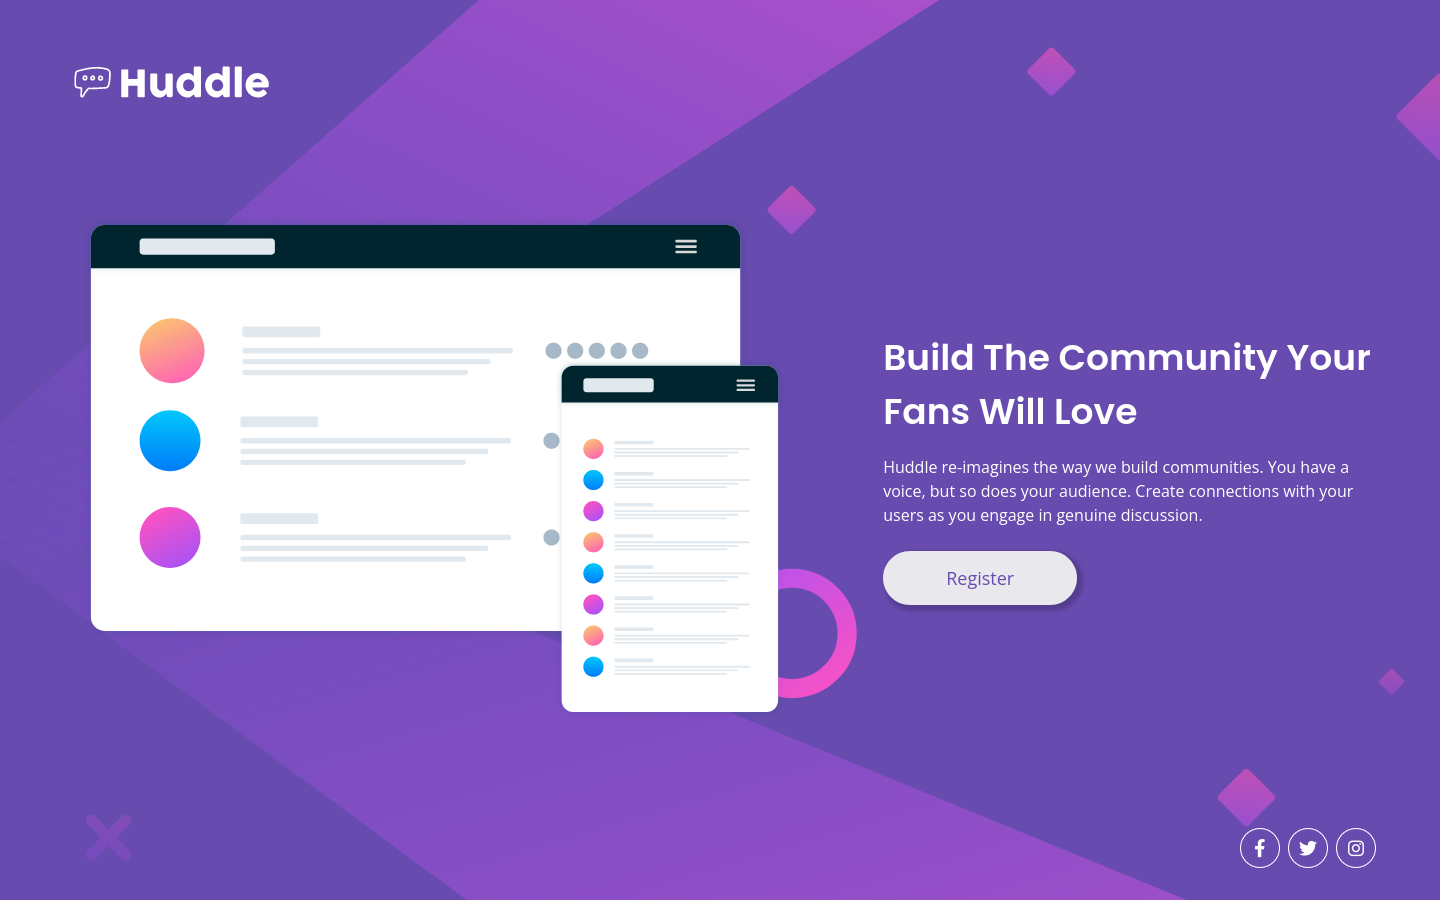 Huddle
Build The Community Your
Fans Will Love
Huddle re-imagines the way we build communities. You have a
voice, but so does your audience. Create connections with your
users as you engage in genuine discussion.
Register